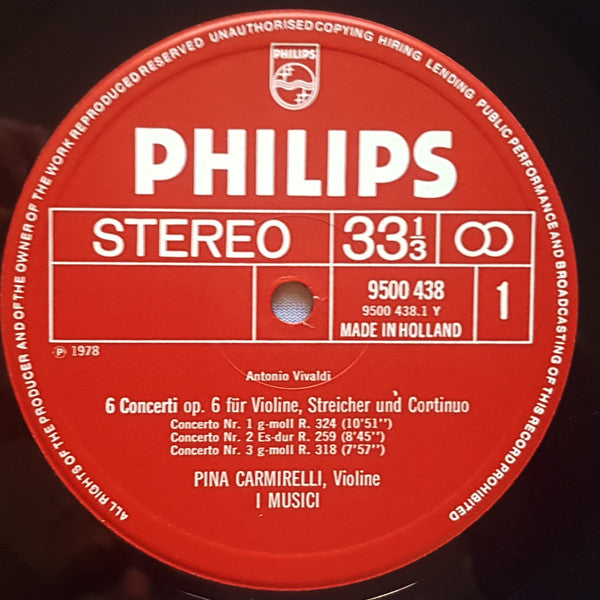 ALL RIGHTS OF THE PRODUCER AND OF THE OWNER OF THE WORK REPRODUCED RESERVED UNAUTHORISED COPYING HIRING LENDING PUBLIC PERFORMANCE AND BROADCASTING OF THIS RECORD PROHIBITED
PHILIPS
PHILIPS
STEREO 33 1/3
9500 438 1
9500 438.1 Y
MADE IN HOLLAND
℗ 1978
Antonio Vivaldi
6 Concerti op. 6 für Violine, Streicher und Continuo
Concerto Nr. 1 g-moll R. 324 (10'51'')
Concerto Nr. 2 Es-dur R. 259 (8'45'')
Concerto Nr. 3 g-moll R. 318 (7'57'')
PINA CARMIRELLI, Violine
I MUSICI